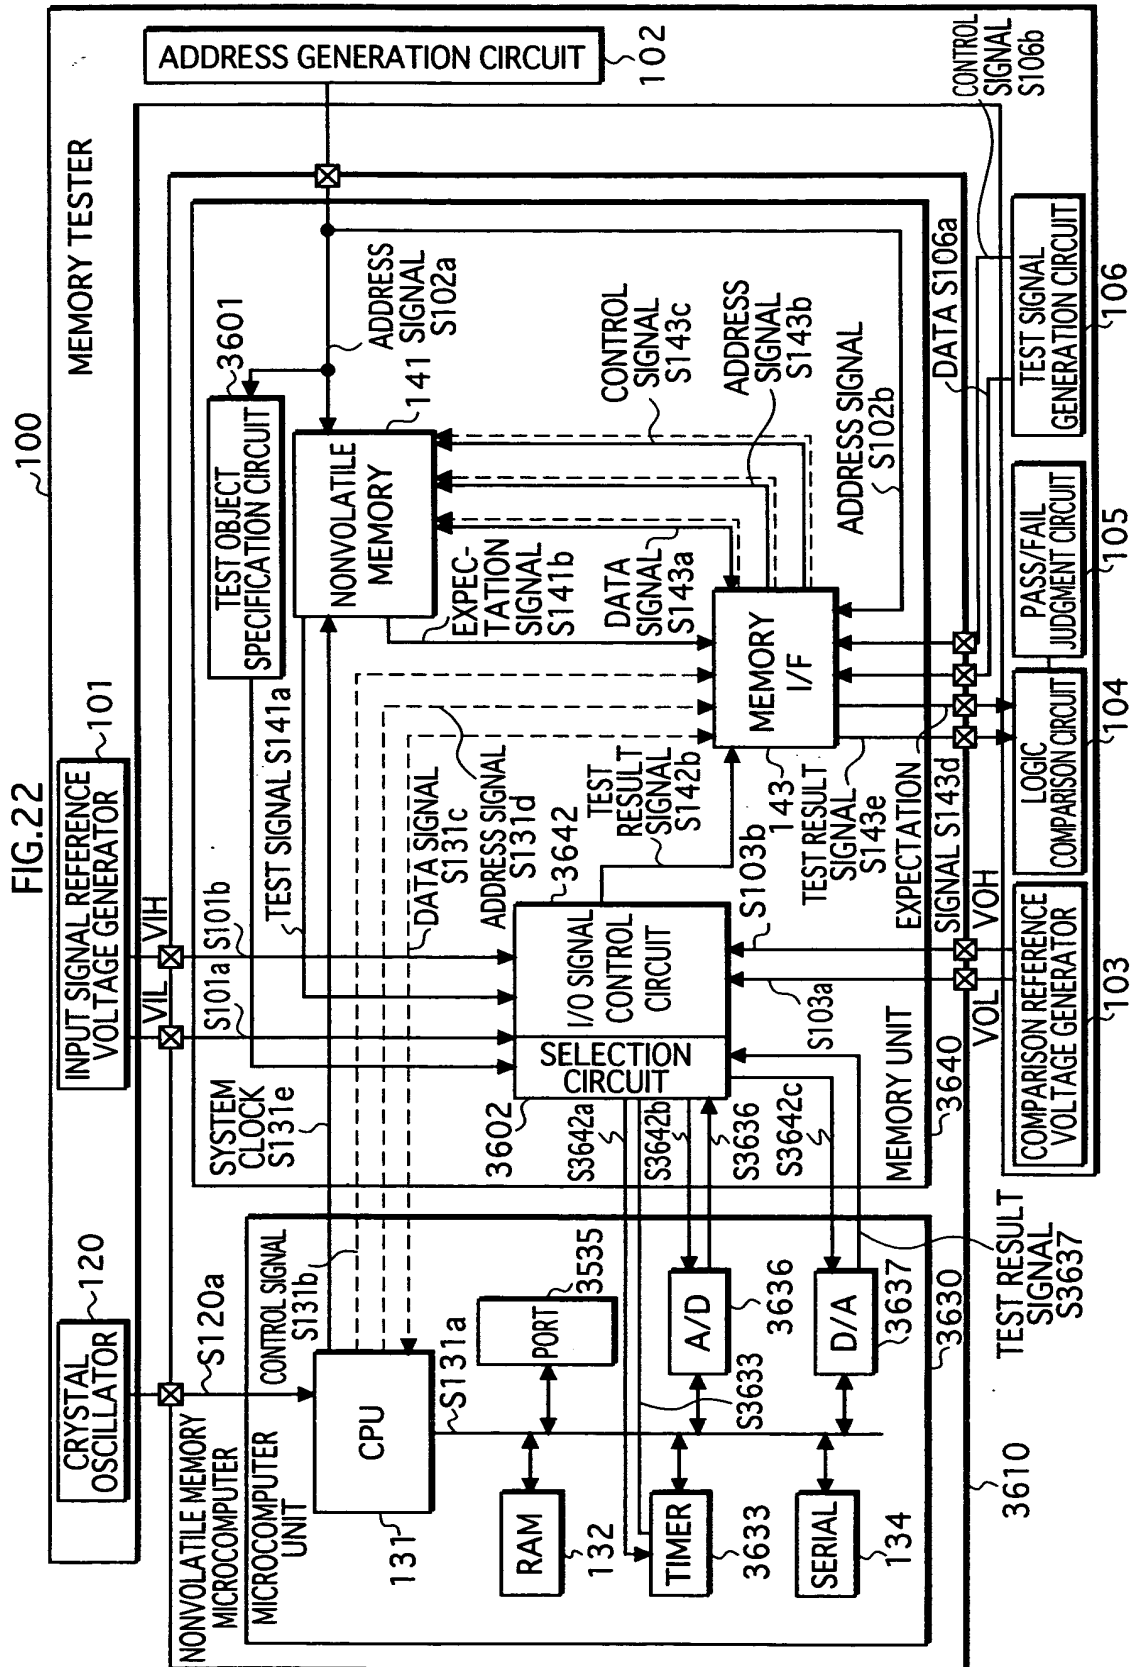 FIG.22
100
MEMORY TESTER
CRYSTAL
OSCILLATOR
120
S120a
INPUT SIGNAL REFERENCE
VOLTAGE GENERATOR
101
VIL
VIH
S101a
S101b
ADDRESS GENERATION CIRCUIT
102
NONVOLATILE MEMORY
MICROCOMPUTER
MICROCOMPUTER
UNIT
CPU
131
CONTROL SIGNAL
S131b
S131a
SYSTEM
CLOCK
S131e
TEST SIGNAL S141a
DATA SIGNAL
S131c
ADDRESS SIGNAL
S131d
TEST OBJECT
SPECIFICATION CIRCUIT
3601
NONVOLATILE
MEMORY
141
ADDRESS
SIGNAL
S102a
EXPEC-
TATION
SIGNAL
S141b
DATA
SIGNAL
S143a
CONTROL
SIGNAL
S143c
ADDRESS
SIGNAL
S143b
ADDRESS SIGNAL
S102b
PORT
3535
RAM
132
TIMER
3633
SERIAL
134
A/D
3636
D/A
3637
S3633
3602
SELECTION
CIRCUIT
I/O SIGNAL
CONTROL
CIRCUIT
3642
S3642a
S3642b
S3636
S3642c
TEST
RESULT
SIGNAL
S142b
MEMORY
I/F
143
TEST RESULT
SIGNAL
S143e
EXPECTATION
SIGNAL S143d
S103a
S103b
VOL
VOH
MEMORY UNIT
3640
3630
3610
TEST RESULT
SIGNAL
S3637
COMPARISON REFERENCE
VOLTAGE GENERATOR
103
LOGIC
COMPARISON CIRCUIT
104
PASS/FAIL
JUDGMENT CIRCUIT
105
TEST SIGNAL
GENERATION CIRCUIT
106
DATA S106a
CONTROL
SIGNAL
S106b